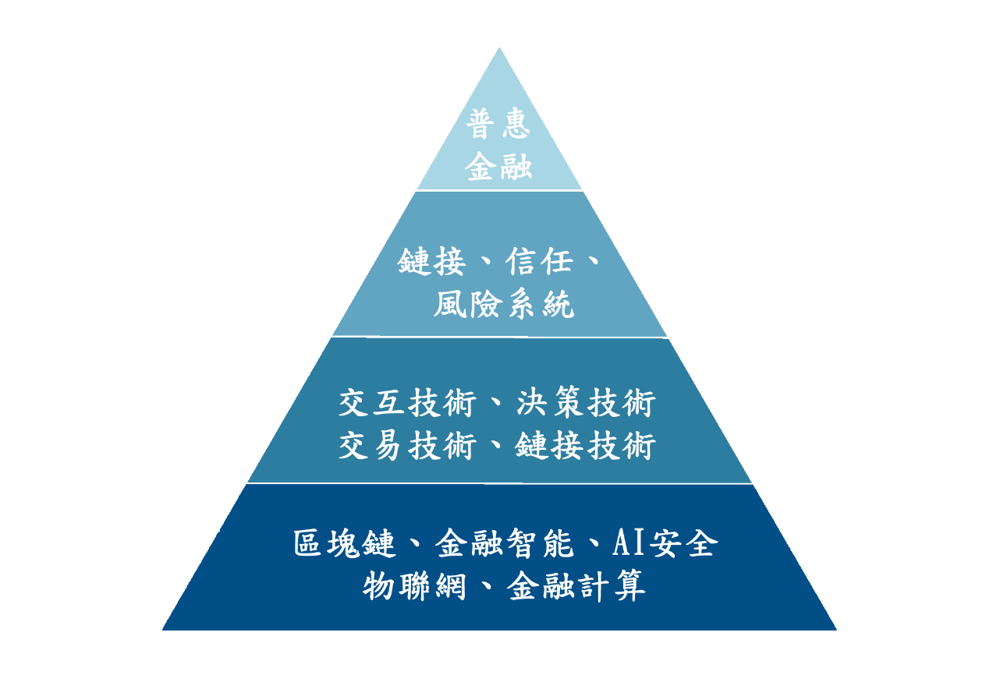 普惠
金融
鏈接、信任、
風險系統
交互技術、決策技術
交易技術、鏈接技術
區塊鏈、金融智能、AI安全
物聯網、金融計算